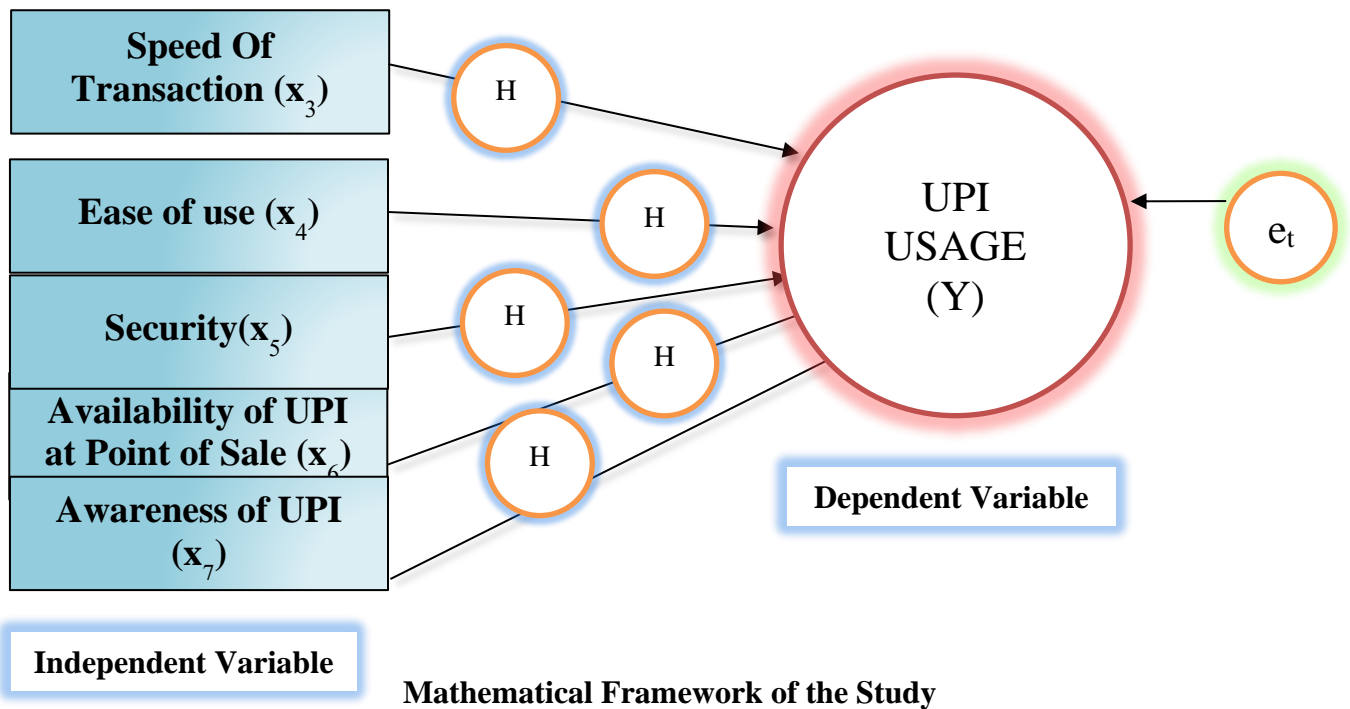 Speed Of
Transaction (x₃)
H
Ease of use (x₄)
H
Security(x₅)
H
Availability of UPI
at Point of Sale (x₆)
H
Awareness of UPI
(x₇)
H
UPI
USAGE
(Y)
eₜ
Dependent Variable
Independent Variable
Mathematical Framework of the Study